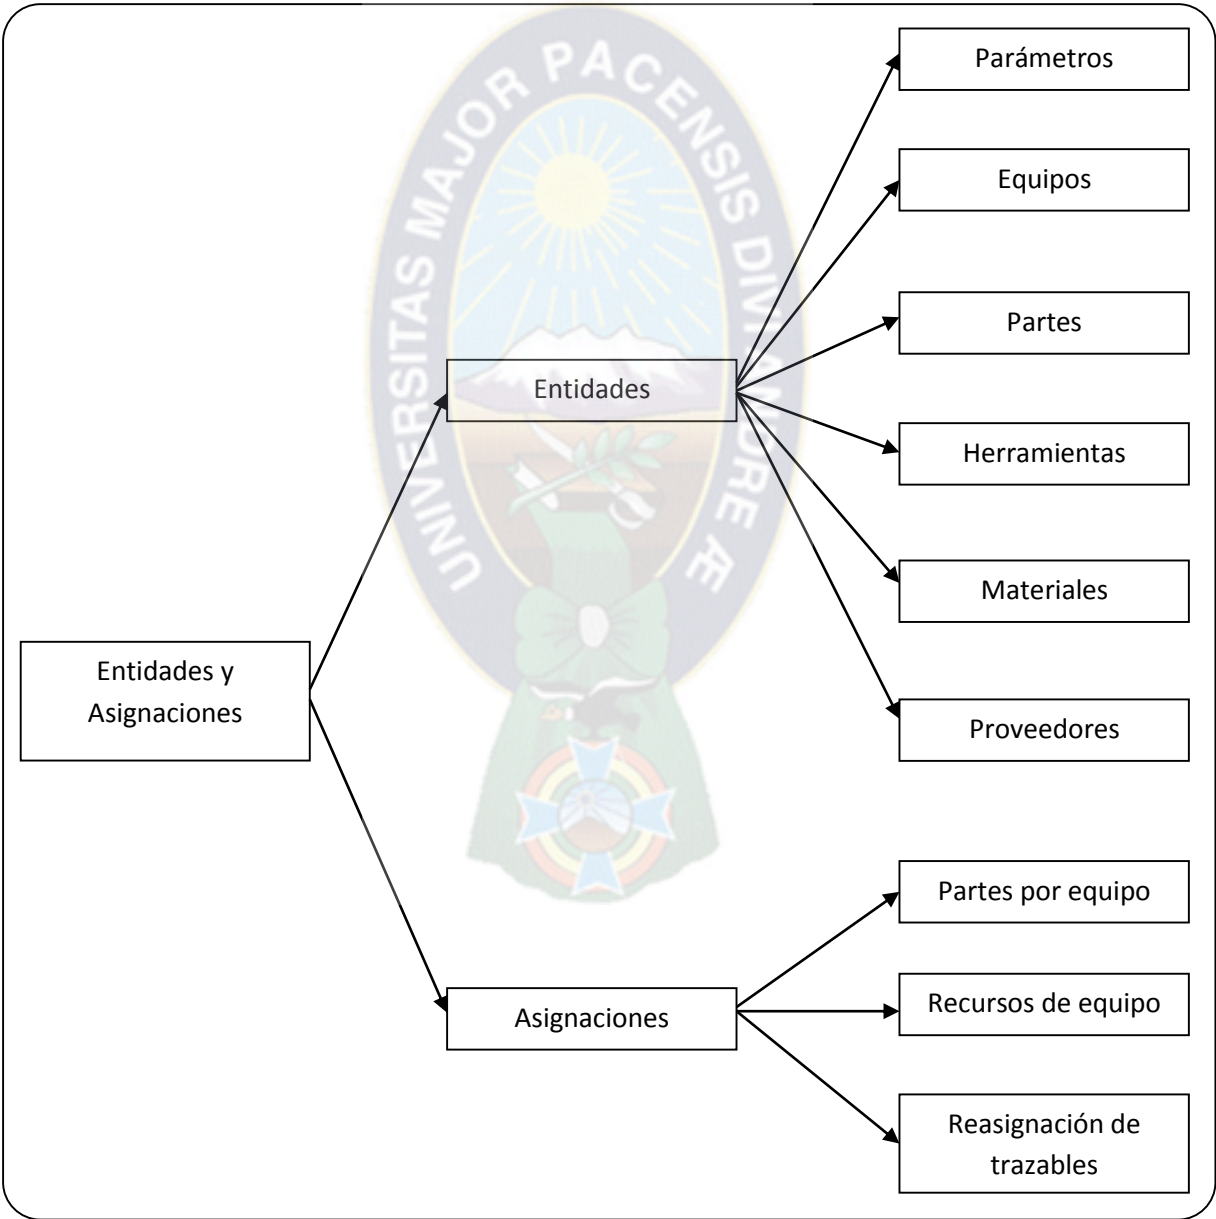 UNIVERSITAS MAJOR PACENSIS DIVI ANDRE Æ
Entidades y
Asignaciones
Entidades
Parámetros
Equipos
Partes
Herramientas
Materiales
Proveedores
Asignaciones
Partes por equipo
Recursos de equipo
Reasignación de
trazables